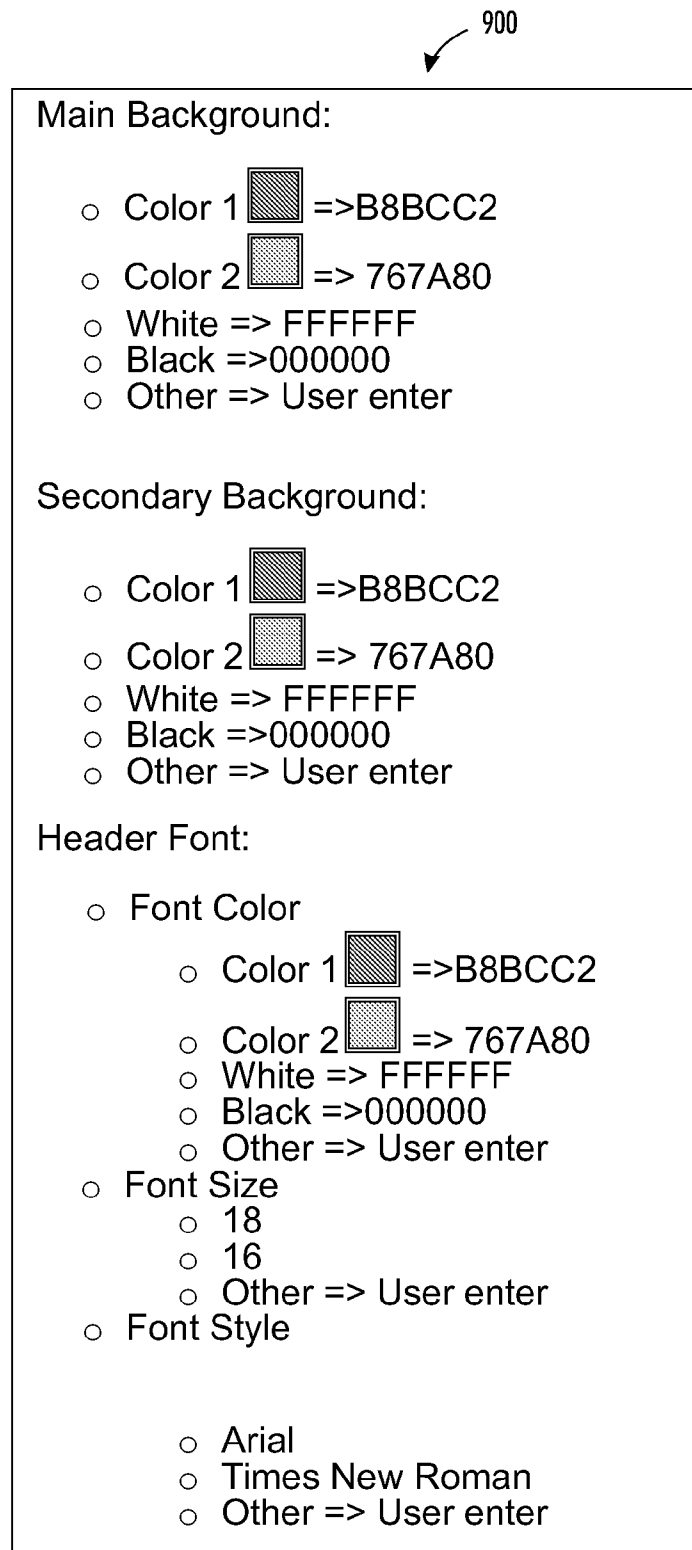 900
Main Background:
○ Color 1 =>B8BCC2
○ Color 2 => 767A80
○ White => FFFFFF
○ Black =>000000
○ Other => User enter
Secondary Background:
○ Color 1 =>B8BCC2
○ Color 2 => 767A80
○ White => FFFFFF
○ Black =>000000
○ Other => User enter
Header Font:
○ Font Color
○ Color 1 =>B8BCC2
○ Color 2 => 767A80
○ White => FFFFFF
○ Black =>000000
○ Other => User enter
○ Font Size
○ 18
○ 16
○ Other => User enter
○ Font Style
○ Arial
○ Times New Roman
○ Other => User enter